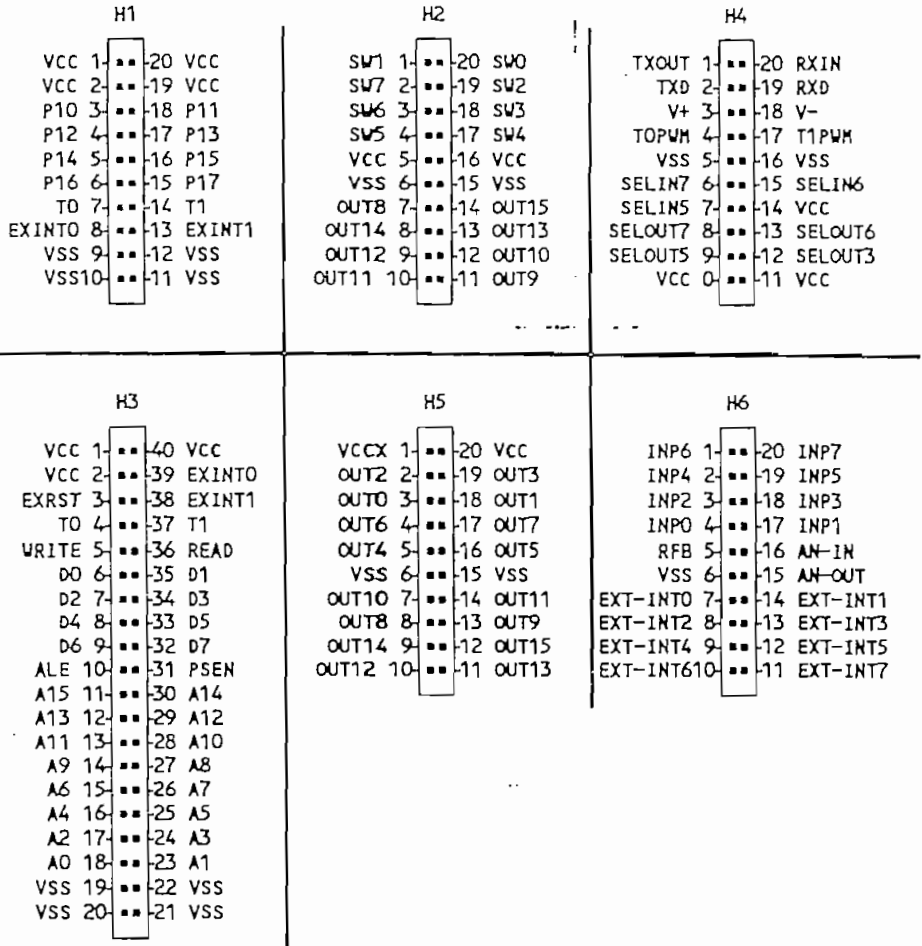 H1
VCC 1 20 VCC
VCC 2 19 VCC
P10 3 18 P11
P12 4 17 P13
P14 5 16 P15
P16 6 15 P17
T0 7 14 T1
EXINT0 8 13 EXINT1
VSS 9 12 VSS
VSS10 11 VSS
H2
SW1 1 20 SW0
SW7 2 19 SW2
SW6 3 18 SW3
SW5 4 17 SW4
VCC 5 16 VCC
VSS 6 15 VSS
OUT8 7 14 OUT15
OUT14 8 13 OUT13
OUT12 9 12 OUT10
OUT11 10 11 OUT9
H4
TXOUT 1 20 RXIN
TXD 2 19 RXD
V+ 3 18 V-
TOPWM 4 17 T1PWM
VSS 5 16 VSS
SELIN7 6 15 SELIN6
SELIN5 7 14 VCC
SELOUT7 8 13 SELOUT6
SELOUT5 9 12 SELOUT3
VCC 0 11 VCC
H3
VCC 1 40 VCC
VCC 2 39 EXINT0
EXRST 3 38 EXINT1
T0 4 37 T1
WRITE 5 36 READ
D0 6 35 D1
D2 7 34 D3
D4 8 33 D5
D6 9 32 D7
ALE 10 31 PSEN
A15 11 30 A14
A13 12 29 A12
A11 13 28 A10
A9 14 27 A8
A6 15 26 A7
A4 16 25 A5
A2 17 24 A3
A0 18 23 A1
VSS 19 22 VSS
VSS 20 21 VSS
H5
VCCX 1 20 VCC
OUT2 2 19 OUT3
OUT0 3 18 OUT1
OUT6 4 17 OUT7
OUT4 5 16 OUT5
VSS 6 15 VSS
OUT10 7 14 OUT11
OUT8 8 13 OUT9
OUT14 9 12 OUT15
OUT12 10 11 OUT13
H6
INP6 1 20 INP7
INP4 2 19 INP5
INP2 3 18 INP3
INP0 4 17 INP1
RFB 5 16 AN-IN
VSS 6 15 AN-OUT
EXT-INT0 7 14 EXT-INT1
EXT-INT2 8 13 EXT-INT3
EXT-INT4 9 12 EXT-INT5
EXT-INT610 11 EXT-INT7